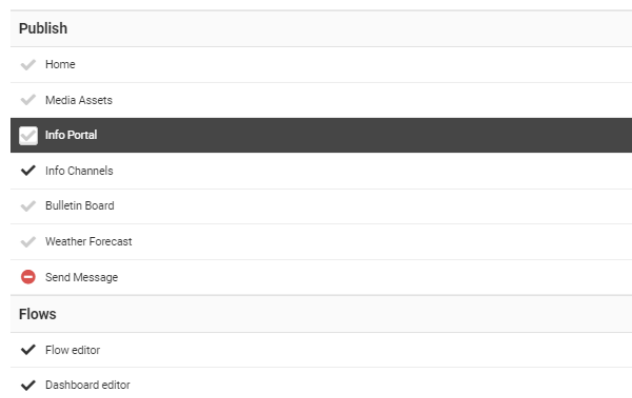 Publish
Home
Media Assets
Info Portal
Info Channels
Bulletin Board
Weather Forecast
Send Message
Flows
Flow editor
Dashboard editor